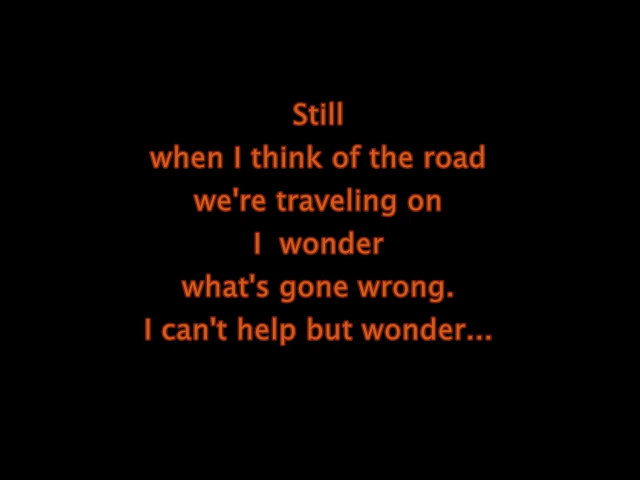 Still
when I think of the road
we're traveling on
I  wonder
what's gone wrong.
I can't help but wonder...